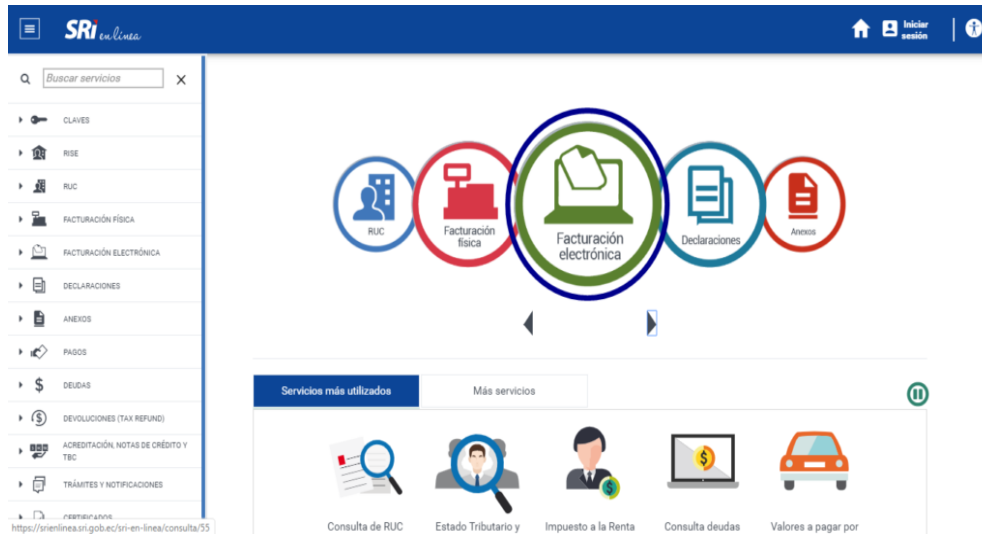 SRi en línea
Iniciar
sesión
Buscar servicios
CLAVES
RISE
RUC
FACTURACIÓN FÍSICA
FACTURACIÓN ELECTRÓNICA
DECLARACIONES
ANEXOS
PAGOS
DEUDAS
DEVOLUCIONES (TAX REFUND)
ACREDITACIÓN, NOTAS DE CRÉDITO Y
TBC
TRÁMITES Y NOTIFICACIONES
CERTIFICADOS
https://srienlinea.sri.gob.ec/sri-en-linea/consulta/55
RUC
Facturación
física
Facturación
electrónica
Declaraciones
Anexos
Servicios más utilizados
Más servicios
Consulta de RUC
Estado Tributario y
Impuesto a la Renta
Consulta deudas
Valores a pagar por